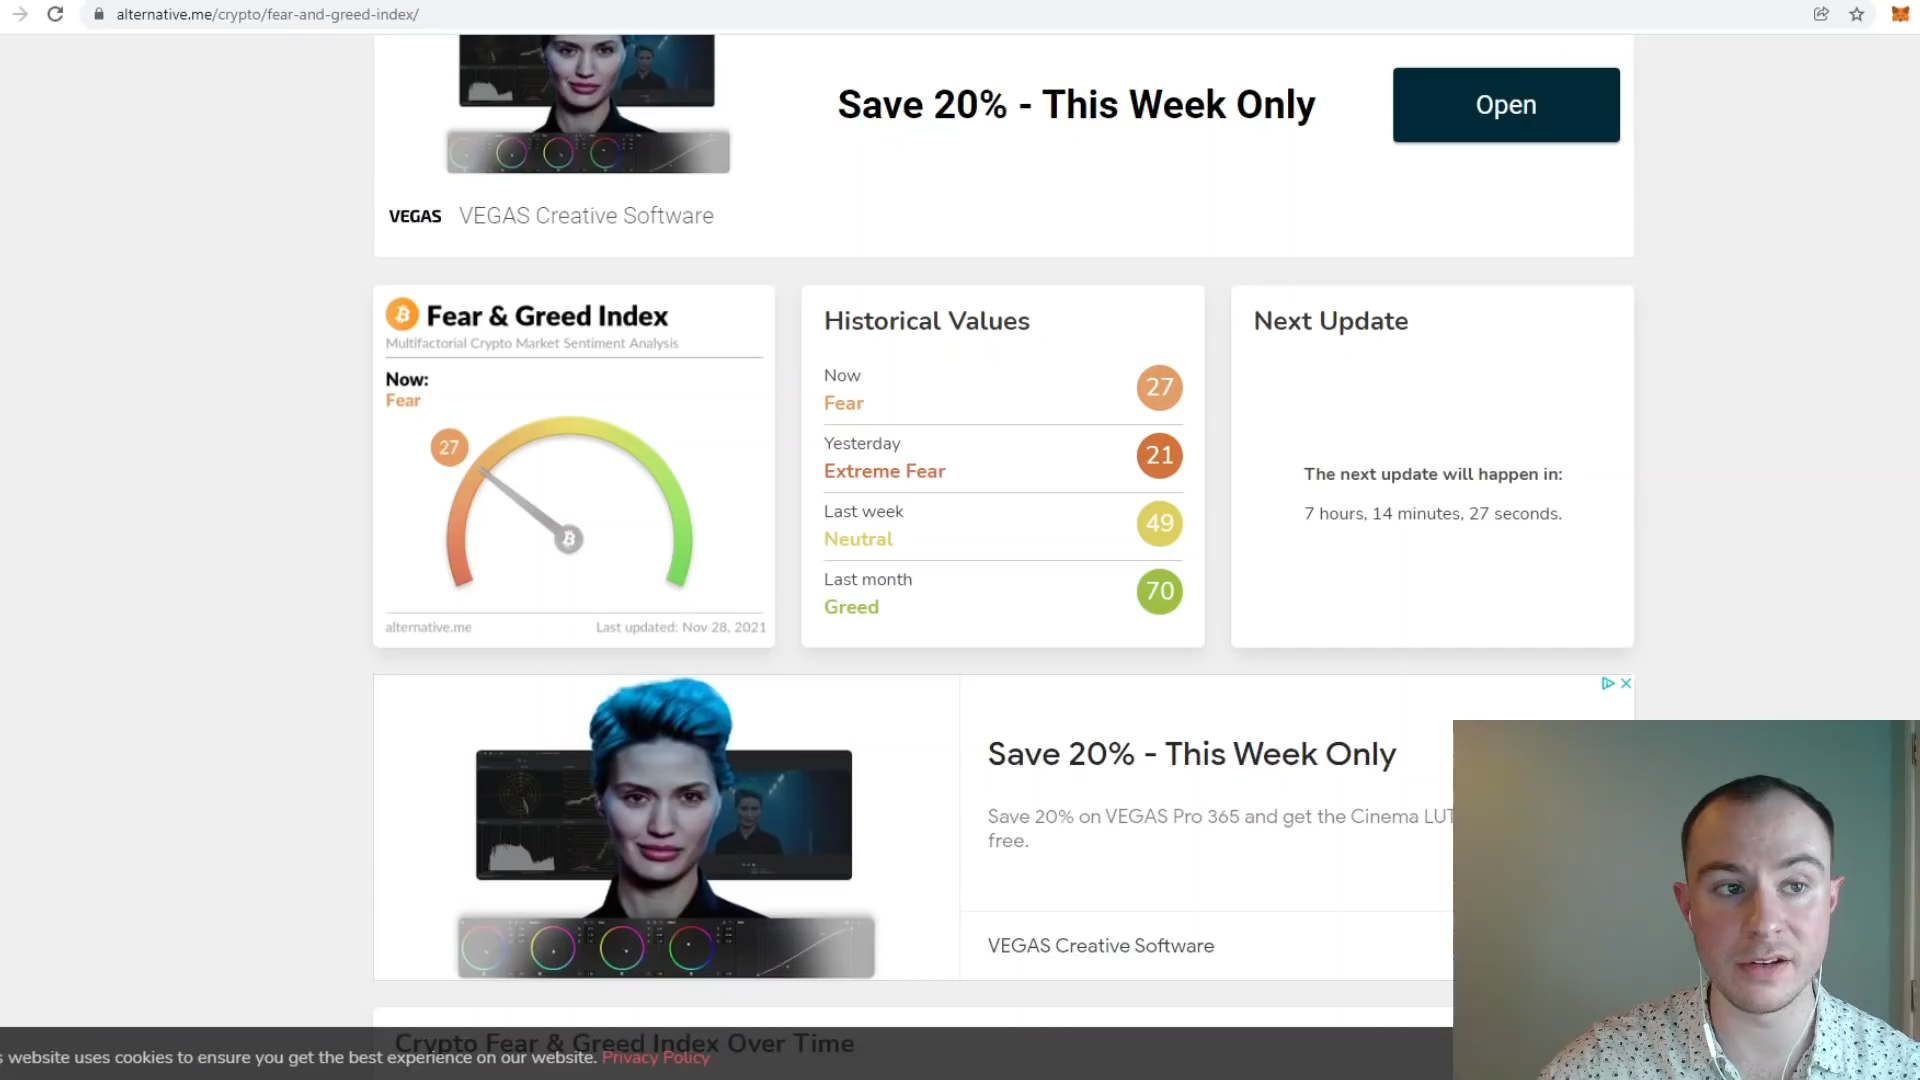 alternative.me/crypto/fear-and-greed-index/
Save 20% - This Week Only
Open
VEGAS
VEGAS Creative Software
Fear & Greed Index
Multifactorial Crypto Market Sentiment Analysis
Now:
Fear
27
alternative.me
Last updated: Nov 28, 2021
Historical Values
Now
Fear
27
Yesterday
Extreme Fear
21
Last week
Neutral
49
Last month
Greed
70
Next Update
The next update will happen in:
7 hours, 14 minutes, 27 seconds.
Save 20% - This Week Only
Save 20% on VEGAS Pro 365 and get the Cinema LUT
free.
VEGAS Creative Software
Crypto Fear & Greed Index Over Time
s website uses cookies to ensure you get the best experience on our website. Privacy Policy